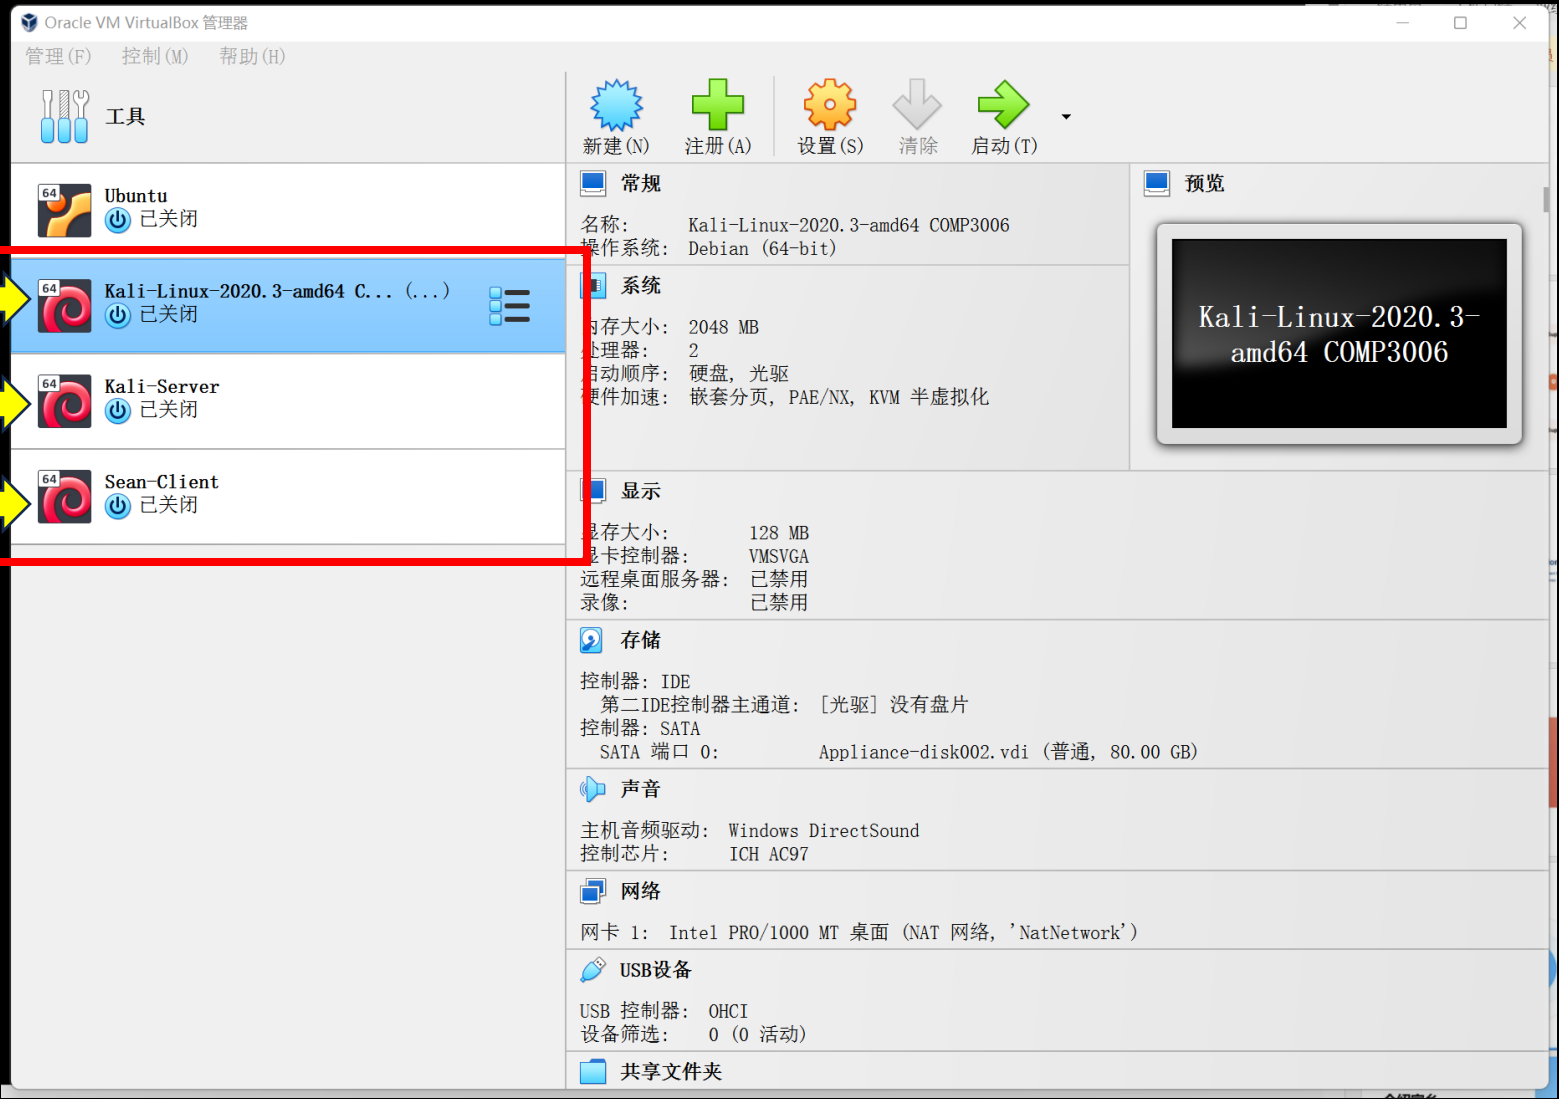 Oracle VM VirtualBox 管理器
管理(F) 控制(M) 帮助(H)
工具
新建(N) 注册(A) 设置(S) 清除 启动(T)
64
Ubuntu
已关闭
64
Kali-Linux-2020.3-amd64 C... (...)
已关闭
64
Kali-Server
已关闭
64
Sean-Client
已关闭
常规
名称: Kali-Linux-2020.3-amd64 COMP3006
操作系统: Debian (64-bit)
系统
内存大小: 2048 MB
处理器: 2
启动顺序: 硬盘, 光驱
硬件加速: 嵌套分页, PAE/NX, KVM 半虚拟化
预览
Kali-Linux-2020.3-
amd64 COMP3006
显示
显存大小: 128 MB
显卡控制器: VMSVGA
远程桌面服务器: 已禁用
录像: 已禁用
存储
控制器: IDE
第二IDE控制器主通道: [光驱] 没有盘片
控制器: SATA
SATA 端口 0: Appliance-disk002.vdi (普通, 80.00 GB)
声音
主机音频驱动: Windows DirectSound
控制芯片: ICH AC97
网络
网卡 1: Intel PRO/1000 MT 桌面 (NAT 网络, 'NatNetwork')
USB设备
USB 控制器: OHCI
设备筛选: 0 (0 活动)
共享文件夹